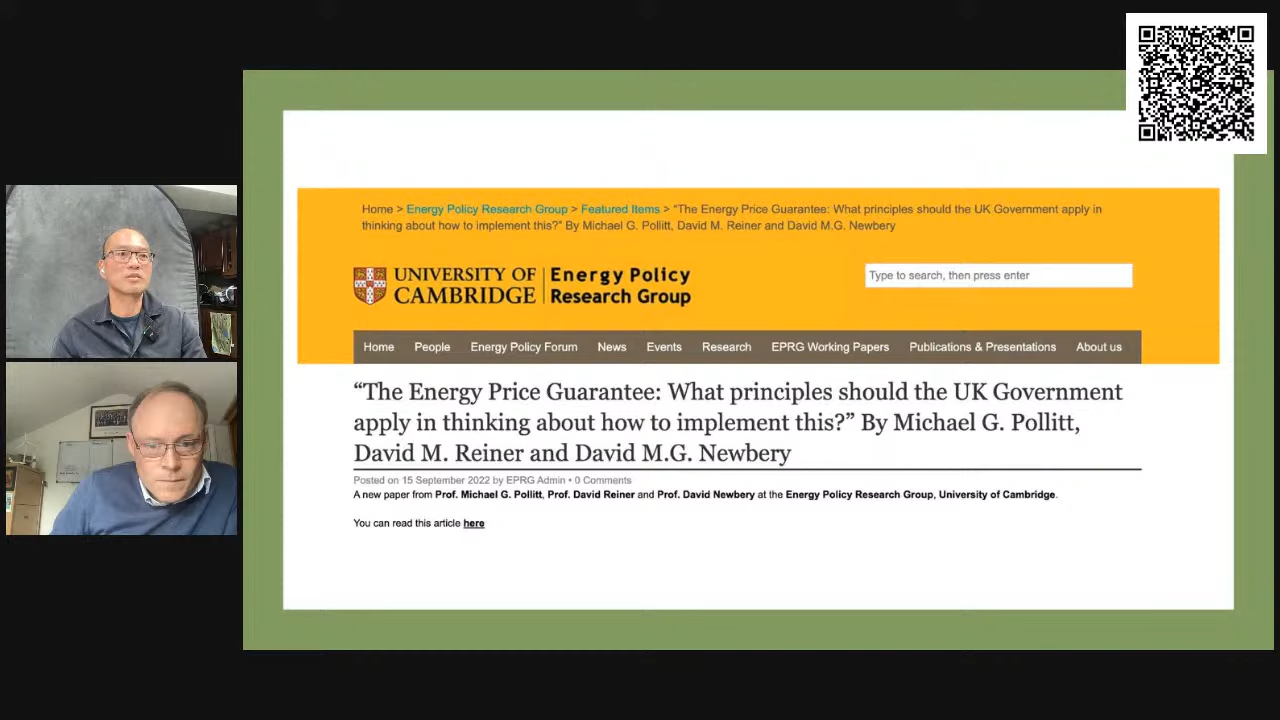 Home > Energy Policy Research Group > Featured Items > “The Energy Price Guarantee: What principles should the UK Government apply in
thinking about how to implement this?” By Michael G. Pollitt, David M. Reiner and David M.G. Newbery
UNIVERSITY OF
CAMBRIDGE
Energy Policy
Research Group
Type to search, then press enter
Home People Energy Policy Forum News Events Research EPRG Working Papers Publications & Presentations About us
“The Energy Price Guarantee: What principles should the UK Government
apply in thinking about how to implement this?” By Michael G. Pollitt,
David M. Reiner and David M.G. Newbery
Posted on 15 September 2022 by EPRG Admin • 0 Comments
A new paper from Prof. Michael G. Pollitt, Prof. David Reiner and Prof. David Newbery at the Energy Policy Research Group, University of Cambridge.
You can read this article here